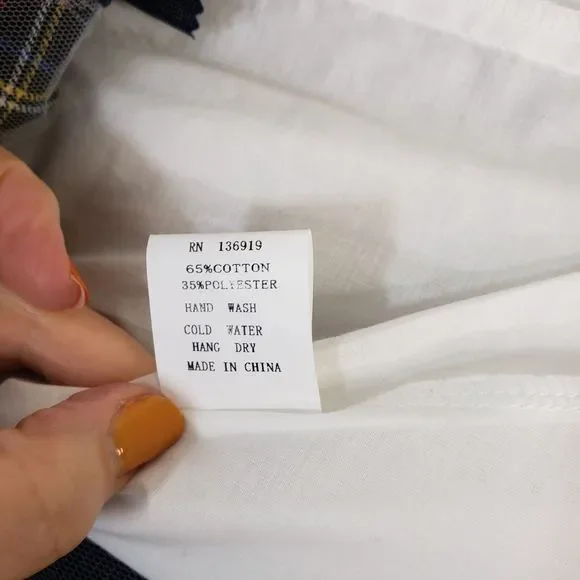 RN 136919
65%COTTON
35%POLYESTER
HAND WASH
COLD WATER
HANG DRY
MADE IN CHINA